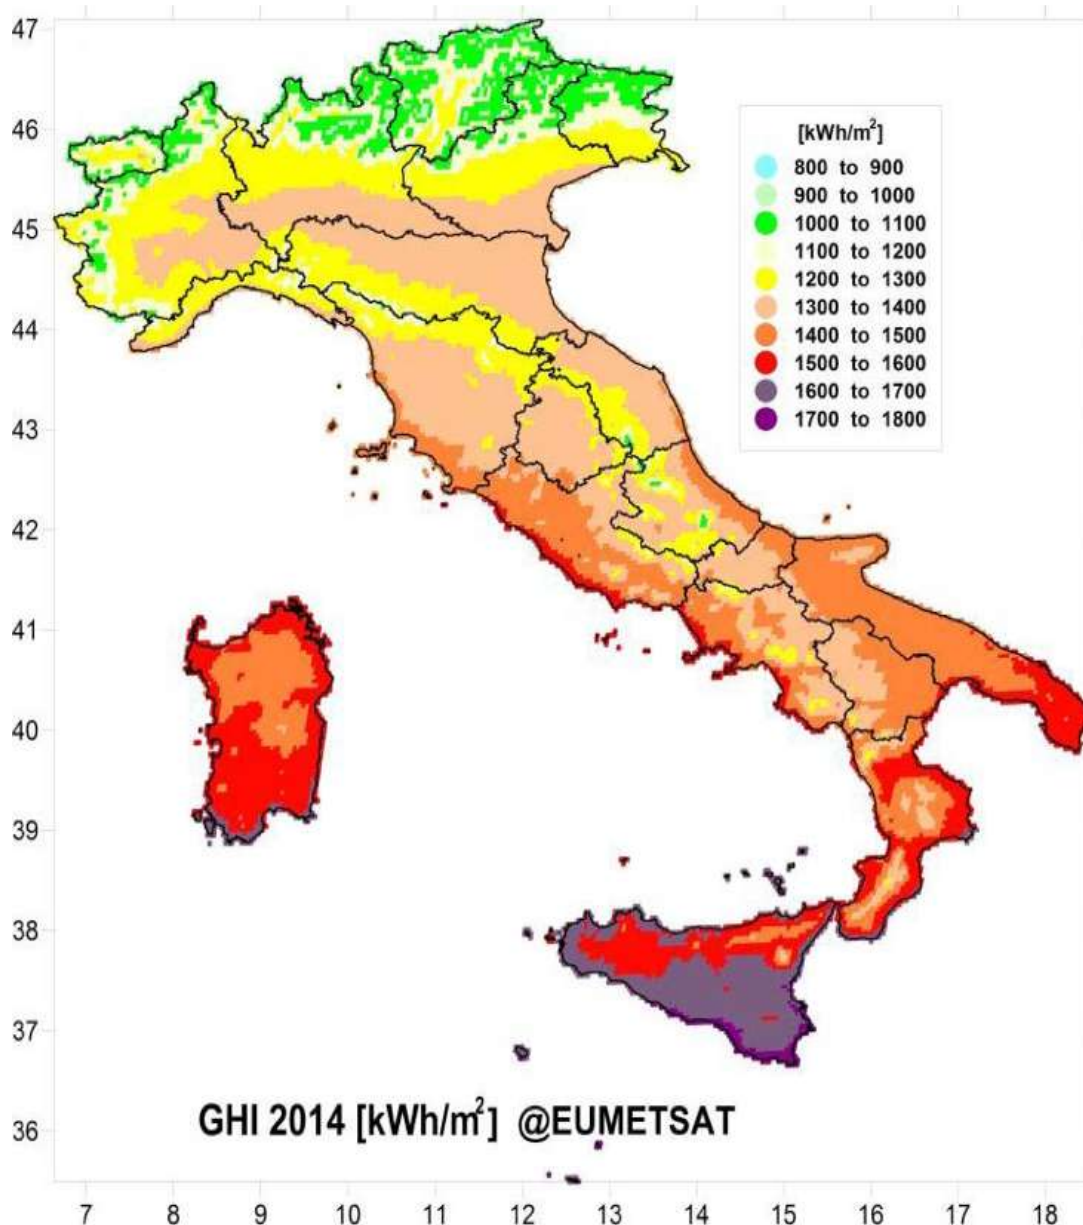 47
46
45
44
43
42
41
40
39
38
37
36
[kWh/m²]
800 to 900
900 to 1000
1000 to 1100
1100 to 1200
1200 to 1300
1300 to 1400
1400 to 1500
1500 to 1600
1600 to 1700
1700 to 1800
GHI 2014 [kWh/m²] @EUMETSAT
7 8 9 10 11 12 13 14 15 16 17 18